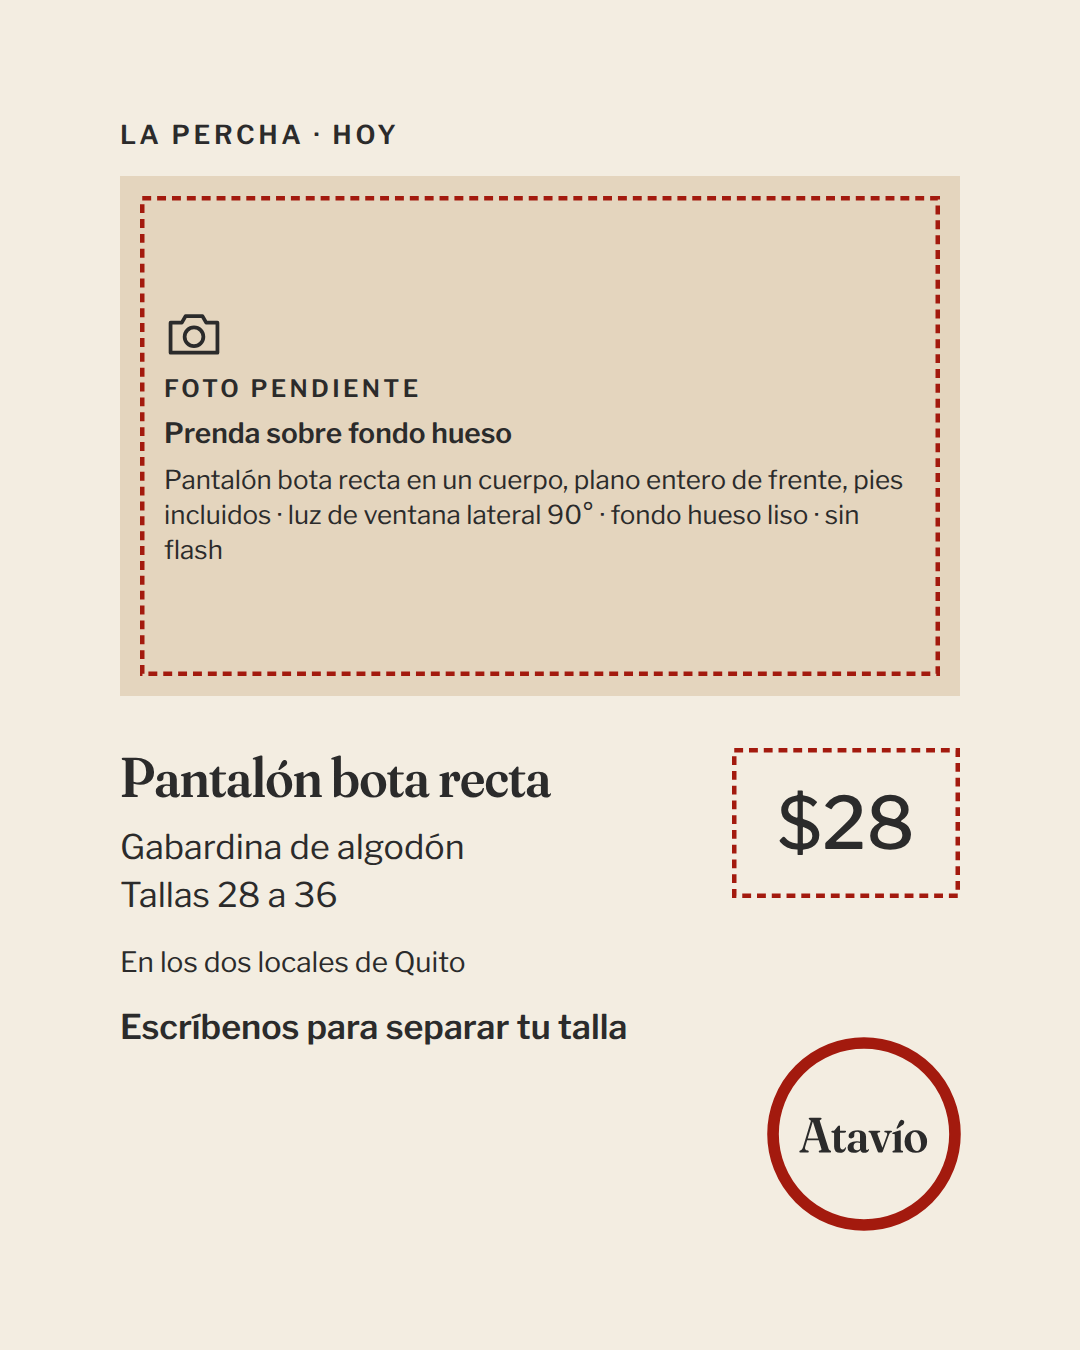 LA PERCHA · HOY
FOTO PENDIENTE
Prenda sobre fondo hueso
Pantalón bota recta en un cuerpo, plano entero de frente, pies
incluidos · luz de ventana lateral 90° · fondo hueso liso · sin
flash
Pantalón bota recta
$28
Gabardina de algodón
Tallas 28 a 36
En los dos locales de Quito
Escríbenos para separar tu talla
Atavío